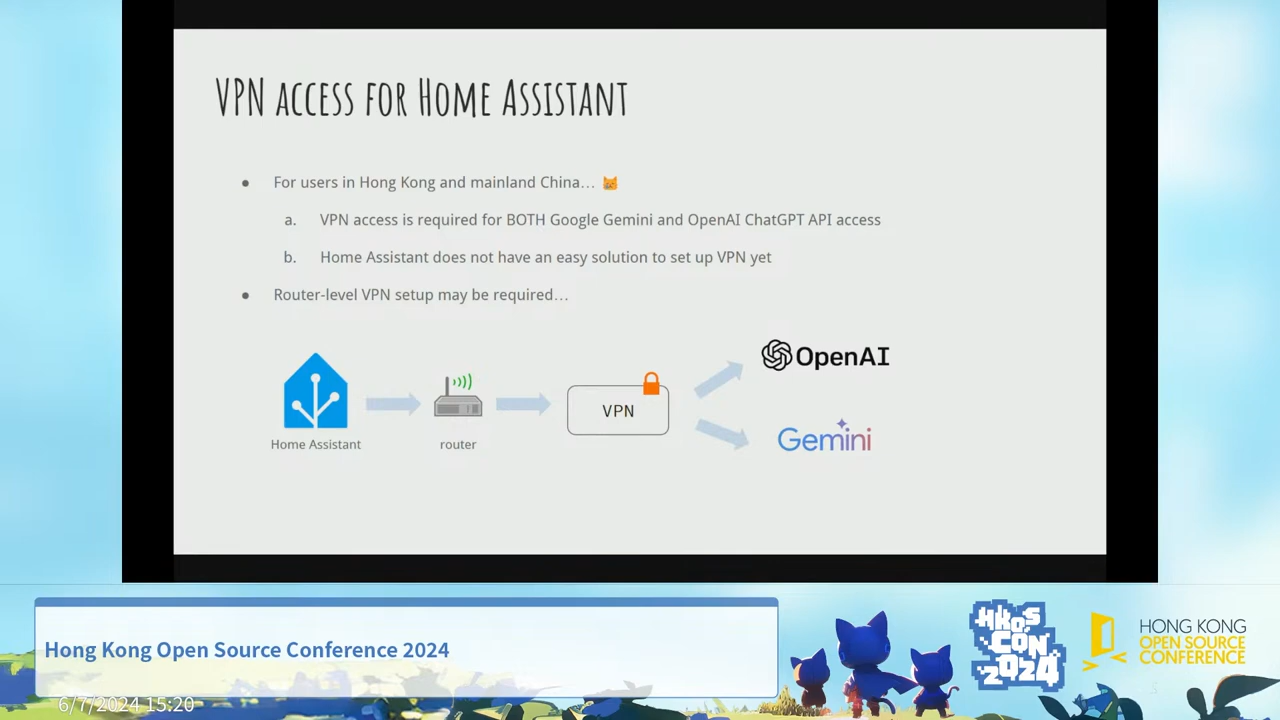 VPN ACCESS FOR HOME ASSISTANT
● For users in Hong Kong and mainland China…
a. VPN access is required for BOTH Google Gemini and OpenAI ChatGPT API access
b. Home Assistant does not have an easy solution to set up VPN yet
● Router-level VPN setup may be required…
OpenAI
VPN
Gemini
Home Assistant
router
Hong Kong Open Source Conference 2024
HKOS
CON
2024
HONG KONG
OPEN SOURCE
CONFERENCE
6/7/2024 15:20